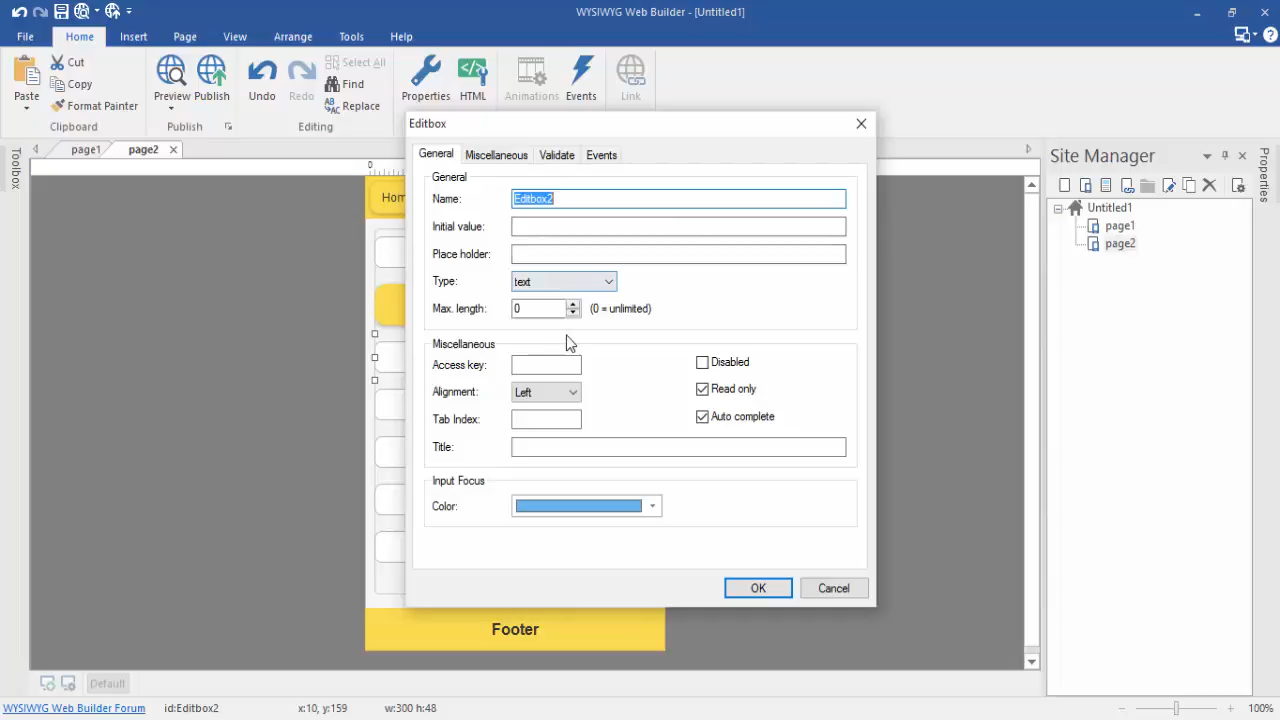 WYSIWYG Web Builder - [Untitled1]
File Home Insert Page View Arrange Tools Help
Paste
Cut
Copy
Format Painter
Clipboard
Preview Publish
Publish
Undo Redo
Select All
Find
Replace
Editing
Properties HTML Animations Events Link
page1 page2
Toolbox
0
Hom
Footer
Editbox
General Miscellaneous Validate Events
General
Name: Editbox2
Initial value:
Place holder:
Type: text
Max. length: 0 (0 = unlimited)
Miscellaneous
Access key: Disabled
Alignment: Left Read only
Tab Index: Auto complete
Title:
Input Focus
Color:
OK Cancel
Site Manager
Untitled1
page1
page2
Properties
Default
WYSIWYG Web Builder Forum id:Editbox2 x:10, y:159 w:300 h:48 100%